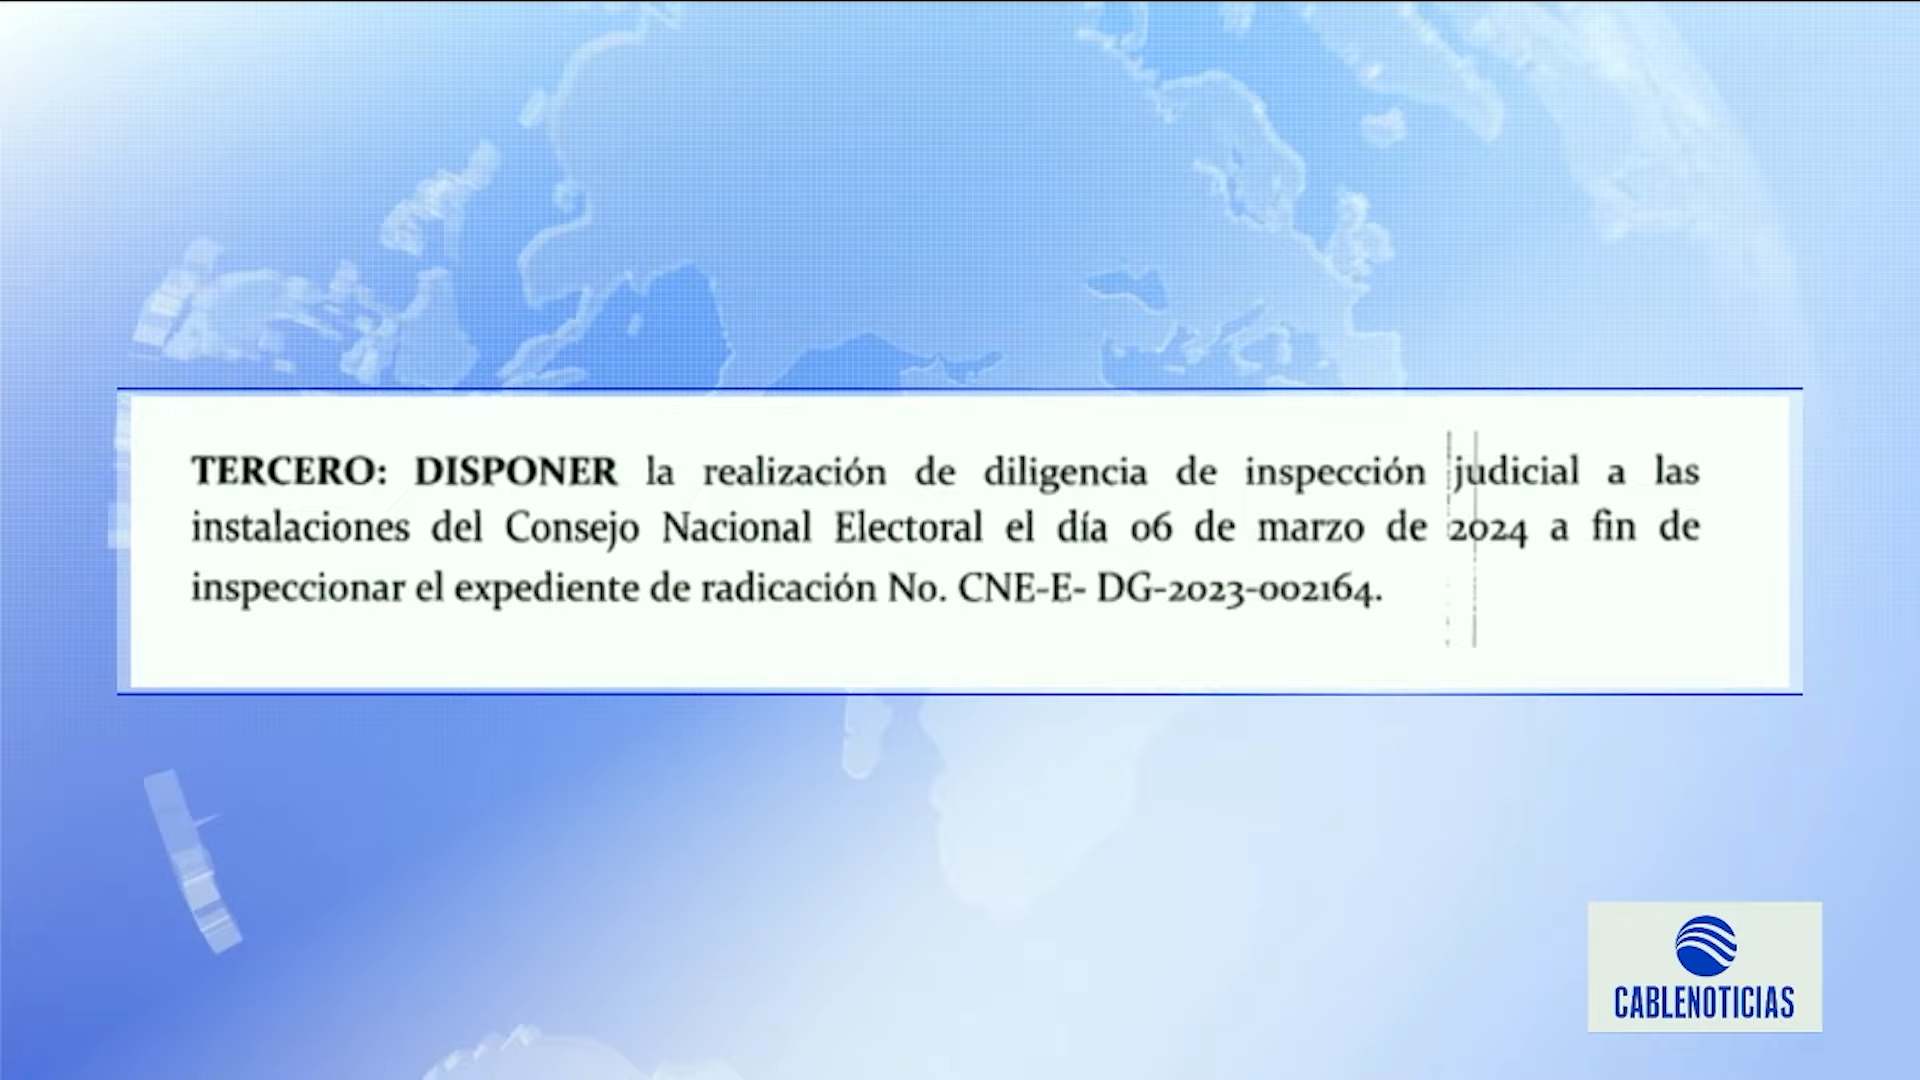 TERCERO: DISPONER la realización de diligencia de inspección judicial a las
instalaciones del Consejo Nacional Electoral el día 06 de marzo de 2024 a fin de
inspeccionar el expediente de radicación No. CNE-E- DG-2023-002164.
CABLENOTICIAS